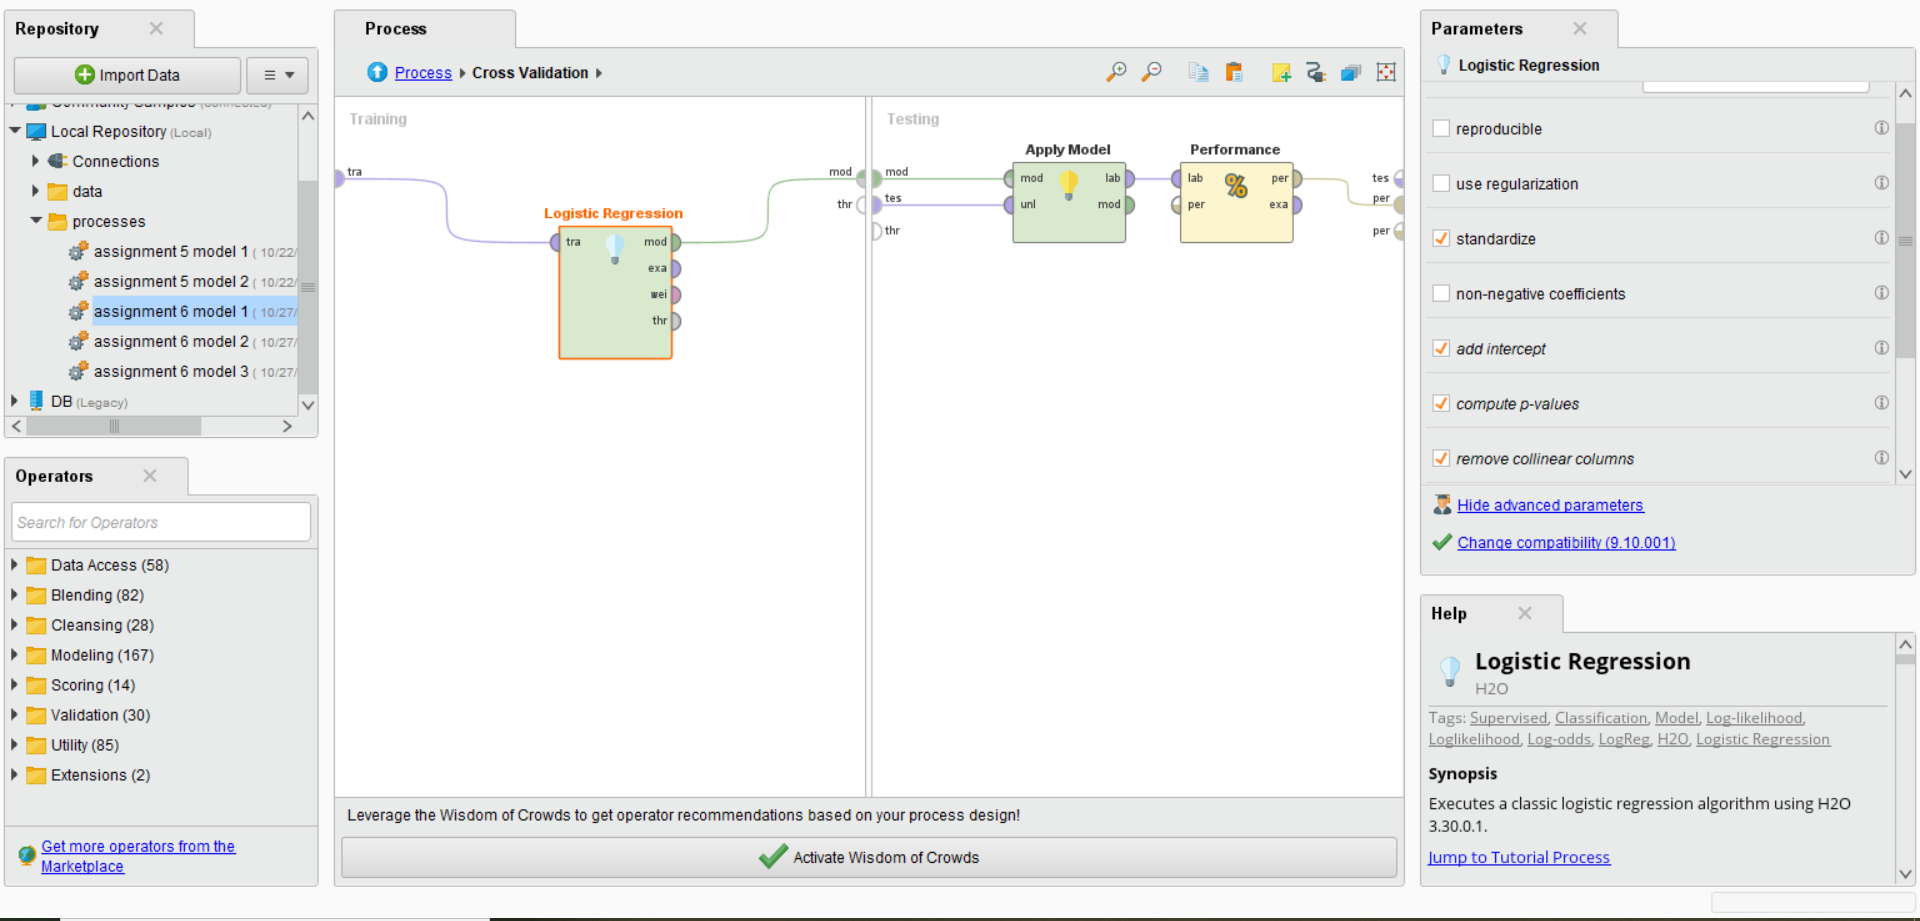 Repository
Import Data
Community Samples (connected)
Local Repository (Local)
Connections
data
processes
assignment 5 model 1 ( 10/22/
assignment 5 model 2 ( 10/22/
assignment 6 model 1 ( 10/27/
assignment 6 model 2 ( 10/27/
assignment 6 model 3 ( 10/27/
DB (Legacy)
Operators
Search for Operators
Data Access (58)
Blending (82)
Cleansing (28)
Modeling (167)
Scoring (14)
Validation (30)
Utility (85)
Extensions (2)
Get more operators from the
Marketplace
Process
Process Cross Validation
Training
tra
Logistic Regression
tra mod
exa
wei
thr
mod
thr
Testing
mod
tes
thr
Apply Model
mod lab
unl mod
Performance
% 
lab per
per exa
tes
per
per
Leverage the Wisdom of Crowds to get operator recommendations based on your process design!
Activate Wisdom of Crowds
Parameters
Logistic Regression
reproducible
use regularization
standardize
non-negative coefficients
add intercept
compute p-values
remove collinear columns
Hide advanced parameters
Change compatibility (9.10.001)
Help
Logistic Regression
H2O
Tags: Supervised, Classification, Model, Log-likelihood,
Loglikelihood, Log-odds, LogReg, H2O, Logistic Regression
Synopsis
Executes a classic logistic regression algorithm using H2O
3.30.0.1.
Jump to Tutorial Process